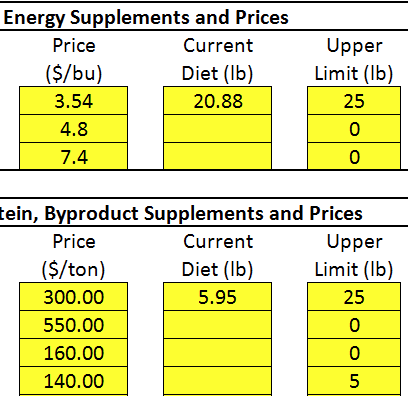 Energy Supplements and Prices
Price Current Upper
($/bu) Diet (lb) Limit (lb)
3.54 20.88 25
4.8 0
7.4 0
tein, Byproduct Supplements and Prices
Price Current Upper
($/ton) Diet (lb) Limit (lb)
300.00 5.95 25
550.00 0
160.00 0
140.00 5